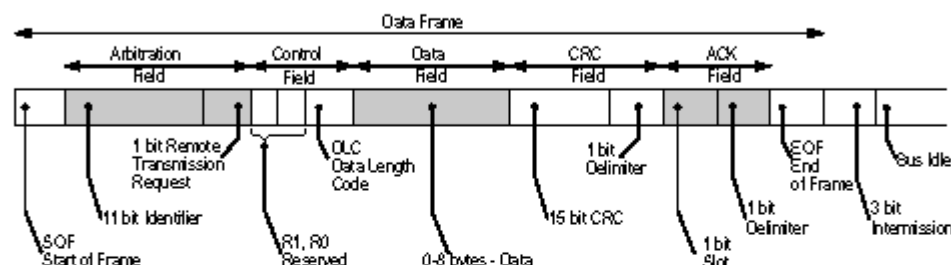 Data Frame
Arbitration
Field
Control
Field
Data
Field
CRC
Field
ACK
Field
1 bit Remote
Transmission
Request
DLC
Data Length
Code
1 bit
Delimiter
EOF
End
of Frame
Bus Idle
11 bit Identifier
15 bit CRC
1 bit
Delimiter
3 bit
Intermission
SOF
Start of Frame
R1, R0
Reserved
0-8 bytes - Data
1 bit
Slot